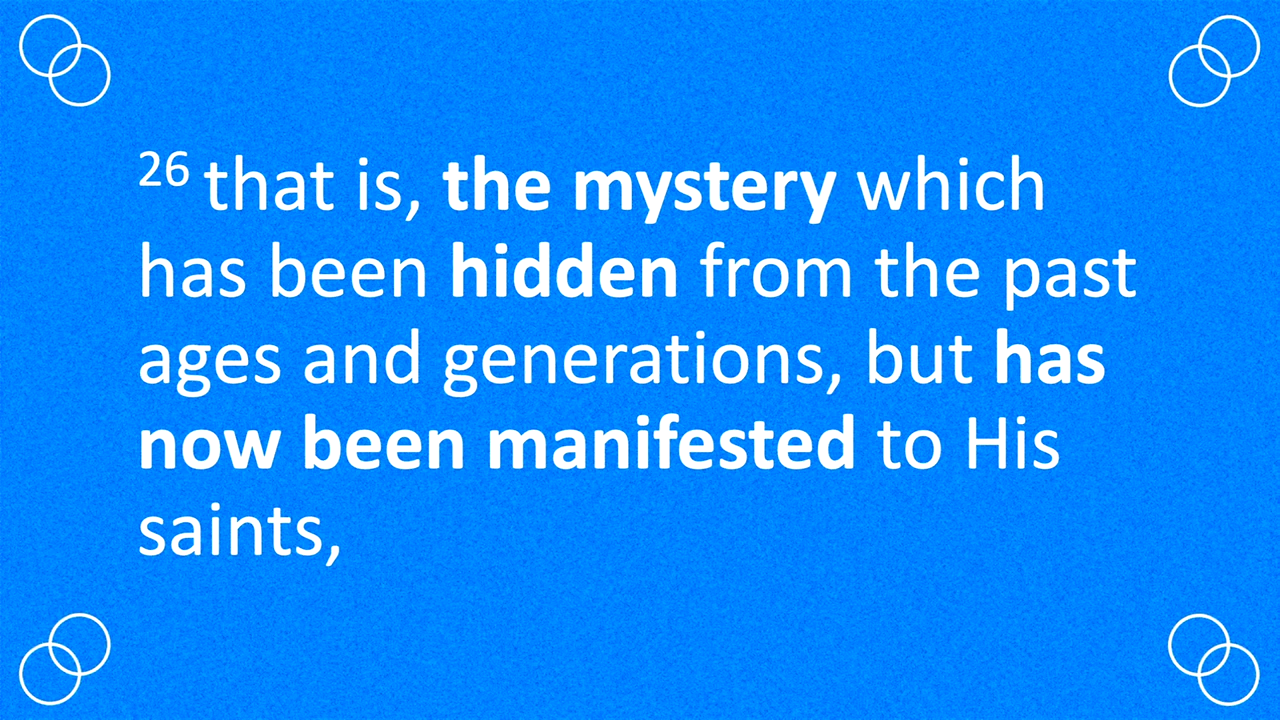 26 that is, the mystery which
has been hidden from the past
ages and generations, but has
now been manifested to His
saints,